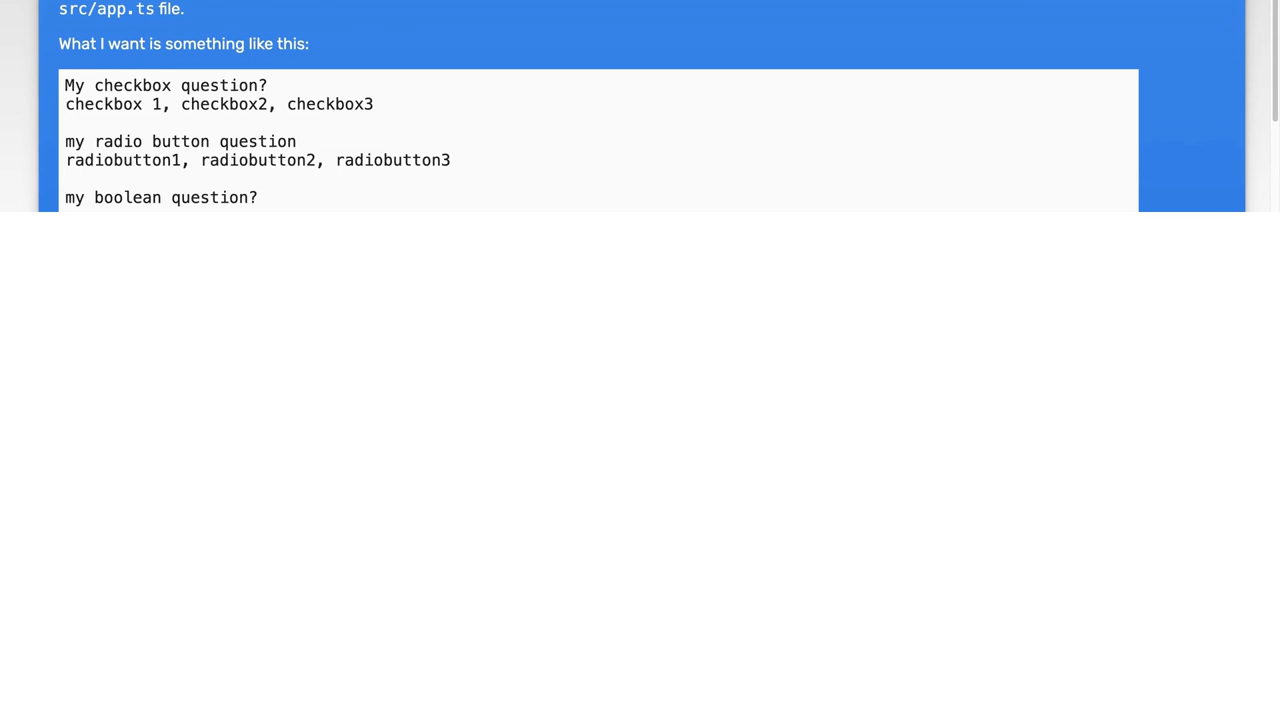 src/app.ts file.
What I want is something like this:
My checkbox question?
checkbox 1, checkbox2, checkbox3
my radio button question
radiobutton1, radiobutton2, radiobutton3
my boolean question?